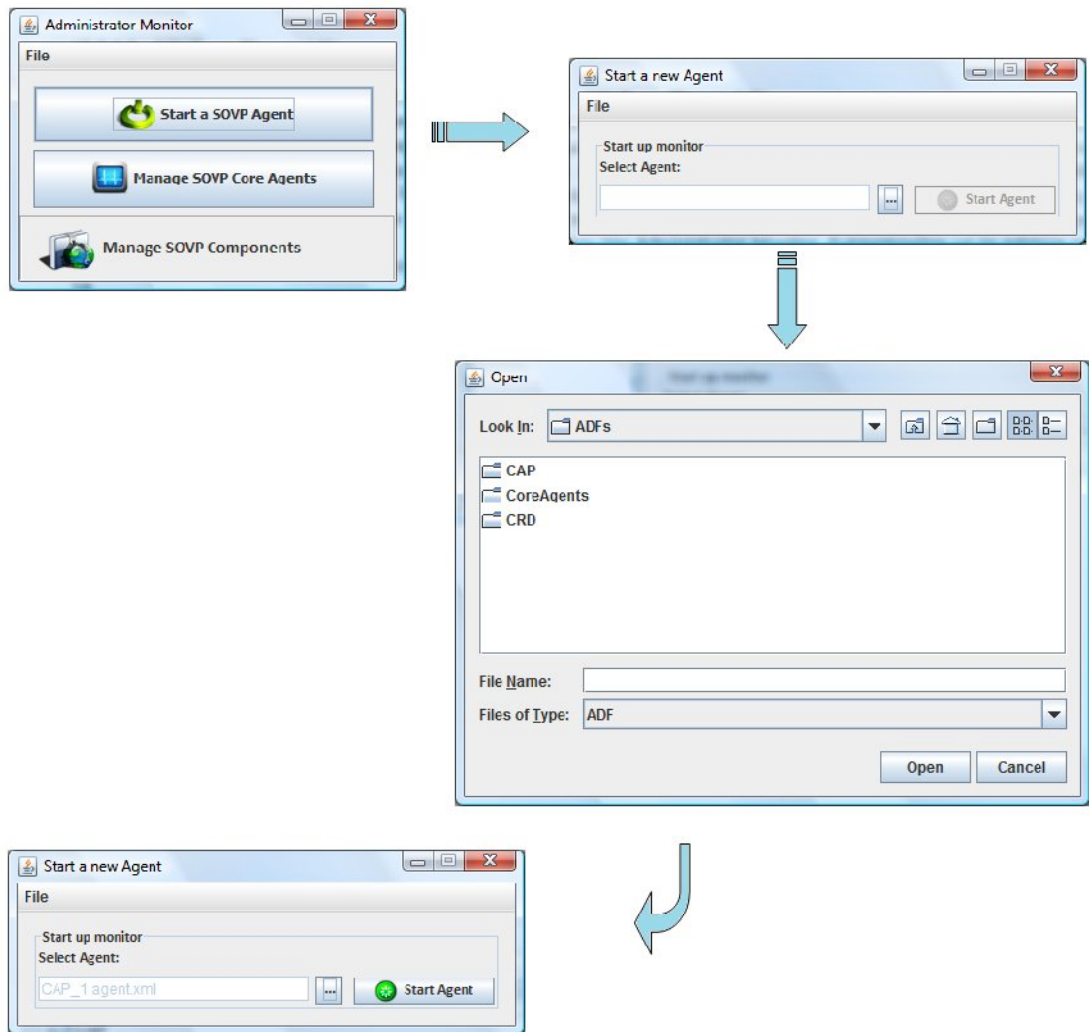 Administrator Monitor
File
Start a SOVP Agent
Manage SOVP Core Agents
Manage SOVP Components
Start a new Agent
File
Start up monitor
Select Agent:
... Start Agent
Open
Look In: ADFs
CAP
CoreAgents
CRD
File Name:
Files of Type: ADF
Open Cancel
Start a new Agent
File
Start up monitor
Select Agent:
CAP_1 agent.xml ... Start Agent